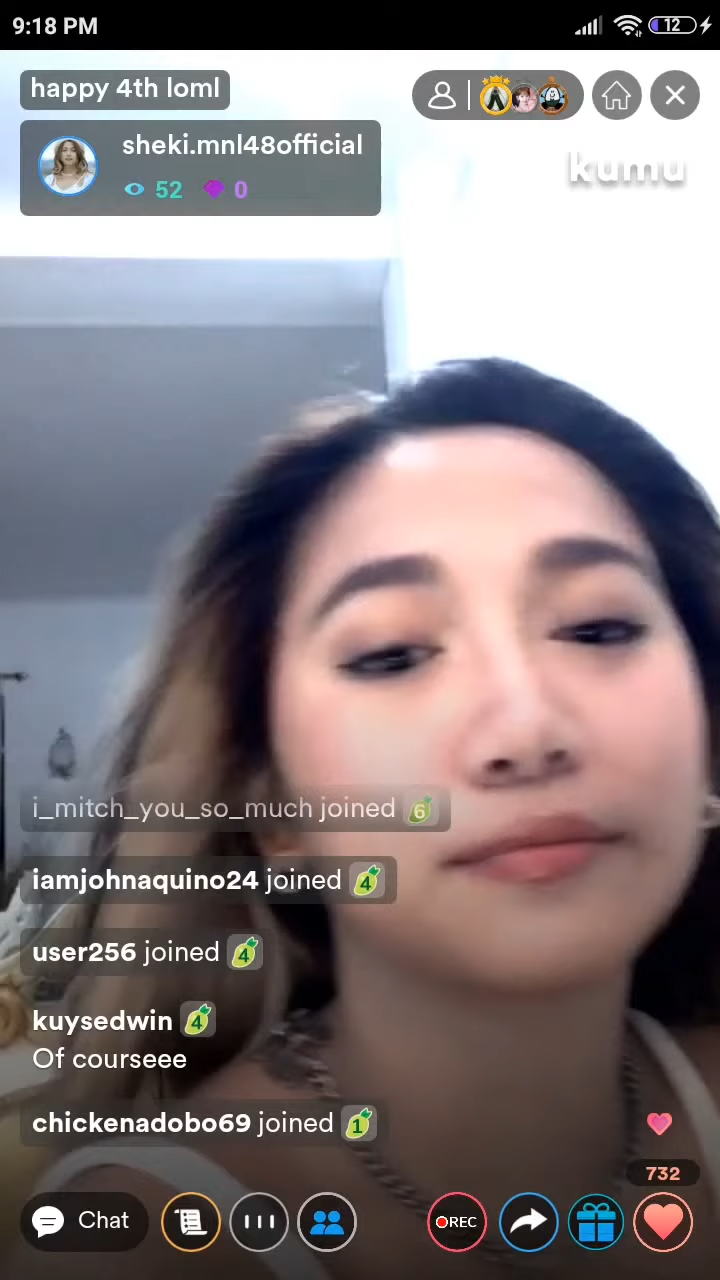 9:18 PM
12
happy 4th loml
sheki.mnl48official
52 0
kumu
i_mitch_you_so_much joined 6
iamjohnaquino24 joined 4
user256 joined 4
kuysedwin 4
Of courseee
chickenadobo69 joined 1
732
Chat
REC